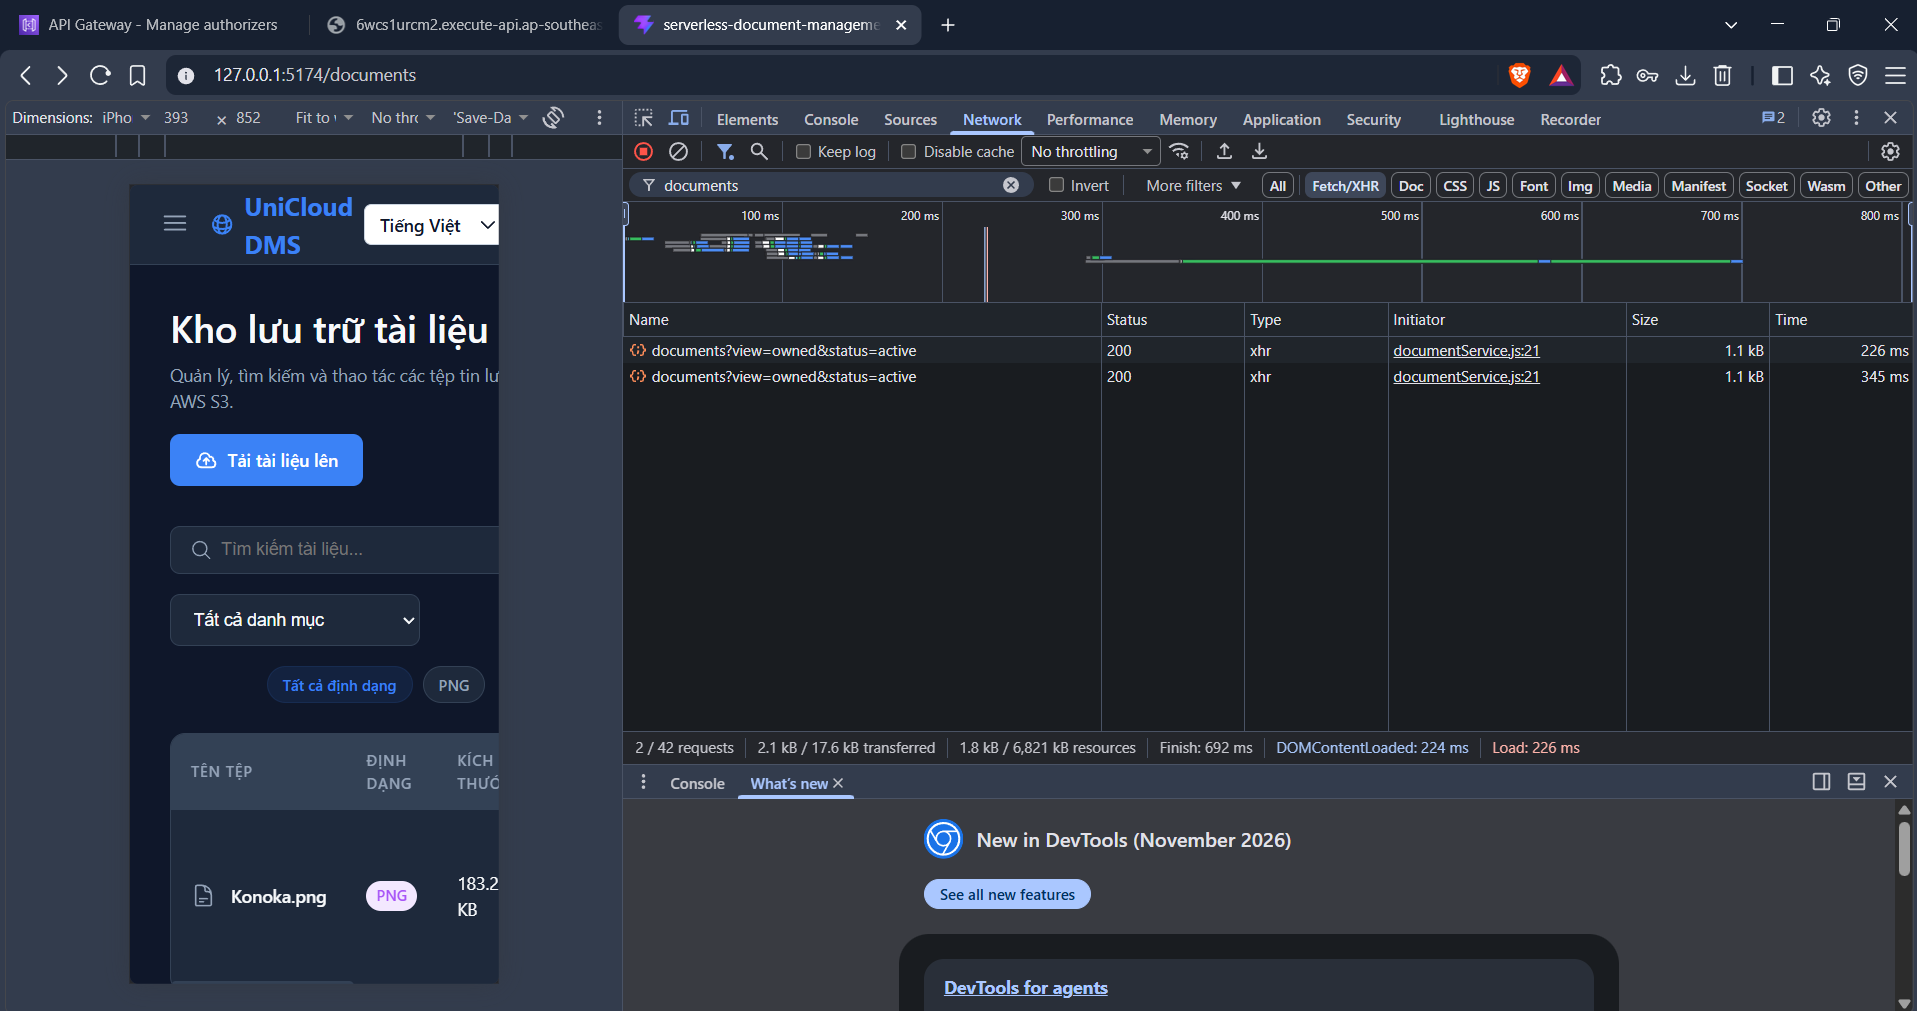 API Gateway - Manage authorizers
6wcs1urcm2.execute-api.ap-southeas
serverless-document-manageme
127.0.0.1:5174/documents
Dimensions: iPho 393 × 852 Fit to No thro 'Save-Da
Elements Console Sources Network Performance Memory Application Security Lighthouse Recorder 2
Keep log Disable cache No throttling
documents Invert More filters All Fetch/XHR Doc CSS JS Font Img Media Manifest Socket Wasm Other
100 ms 200 ms 300 ms 400 ms 500 ms 600 ms 700 ms 800 ms
Name Status Type Initiator Size Time
documents?view=owned&status=active 200 xhr documentService.js:21 1.1 kB 226 ms
documents?view=owned&status=active 200 xhr documentService.js:21 1.1 kB 345 ms
2 / 42 requests 2.1 kB / 17.6 kB transferred 1.8 kB / 6,821 kB resources Finish: 692 ms DOMContentLoaded: 224 ms Load: 226 ms
Console What's new
New in DevTools (November 2026)
See all new features
DevTools for agents
UniCloud
DMS
Tiếng Việt
Kho lưu trữ tài liệu
Quản lý, tìm kiếm và thao tác các tệp tin lư
AWS S3.
Tải tài liệu lên
Tìm kiếm tài liệu...
Tất cả danh mục
Tất cả định dạng PNG
TÊN TỆP
ĐỊNH
DẠNG
KÍCH
THƯỚ
Konoka.png
PNG
183.2
KB